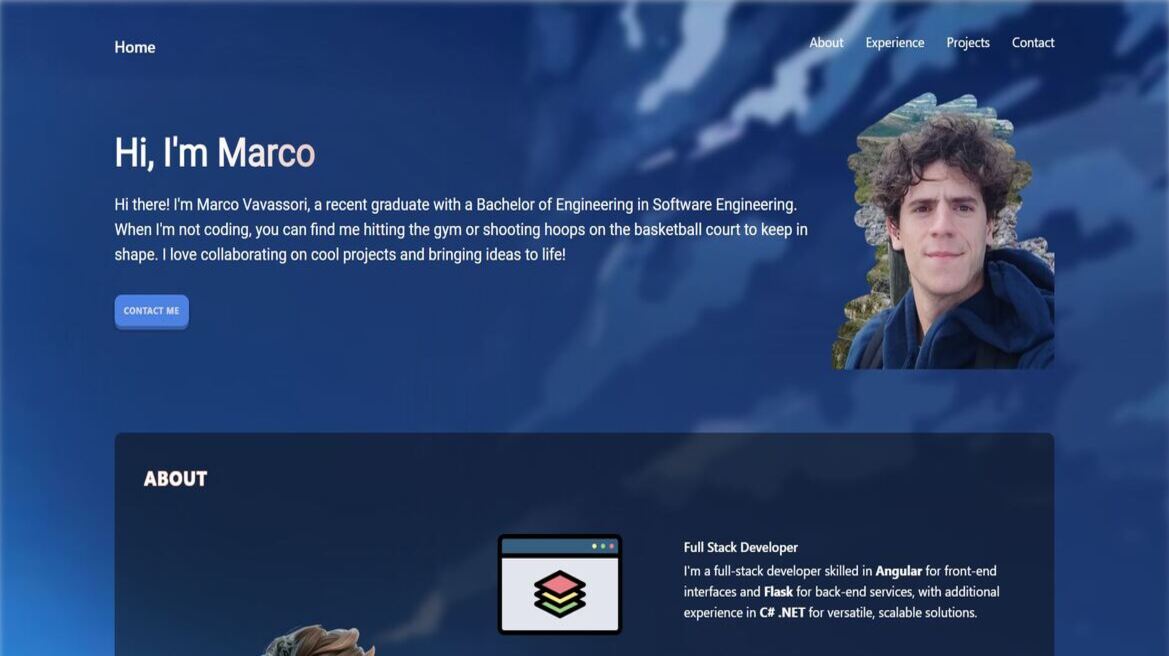 Home
About Experience Projects Contact
Hi, I'm Marco
Hi there! I'm Marco Vavassori, a recent graduate with a Bachelor of Engineering in Software Engineering.
When I'm not coding, you can find me hitting the gym or shooting hoops on the basketball court to keep in
shape. I love collaborating on cool projects and bringing ideas to life!
CONTACT ME
ABOUT
Full Stack Developer
I'm a full-stack developer skilled in Angular for front-end
interfaces and Flask for back-end services, with additional
experience in C# .NET for versatile, scalable solutions.